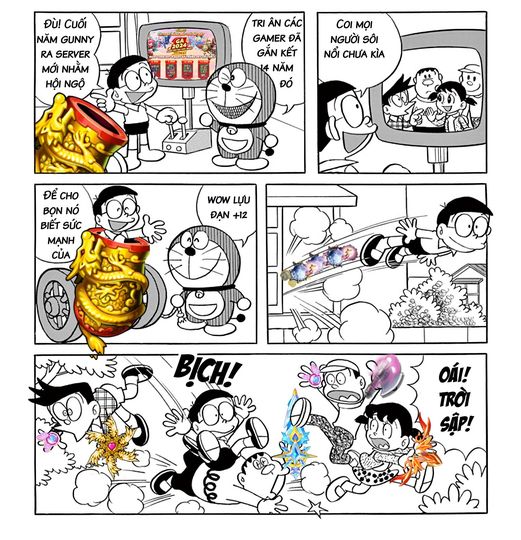 ĐÙ! CUỐI
NĂM GUNNY
RA SERVER
MỚI NHẰM
HỘI NGỘ
TRI ÂN CÁC
GAMER ĐÃ
GẮN KẾT
14 NĂM
ĐÓ
COI MỌI
NGƯỜI SÔI
NỔI CHƯA KÌA
ĐỂ CHO
BỌN NÓ
BIẾT SỨC
MẠNH
CỦA
WOW LỰU
ĐẠN +12
BỊCH!
OÁI!
TRỜI
SẬP!